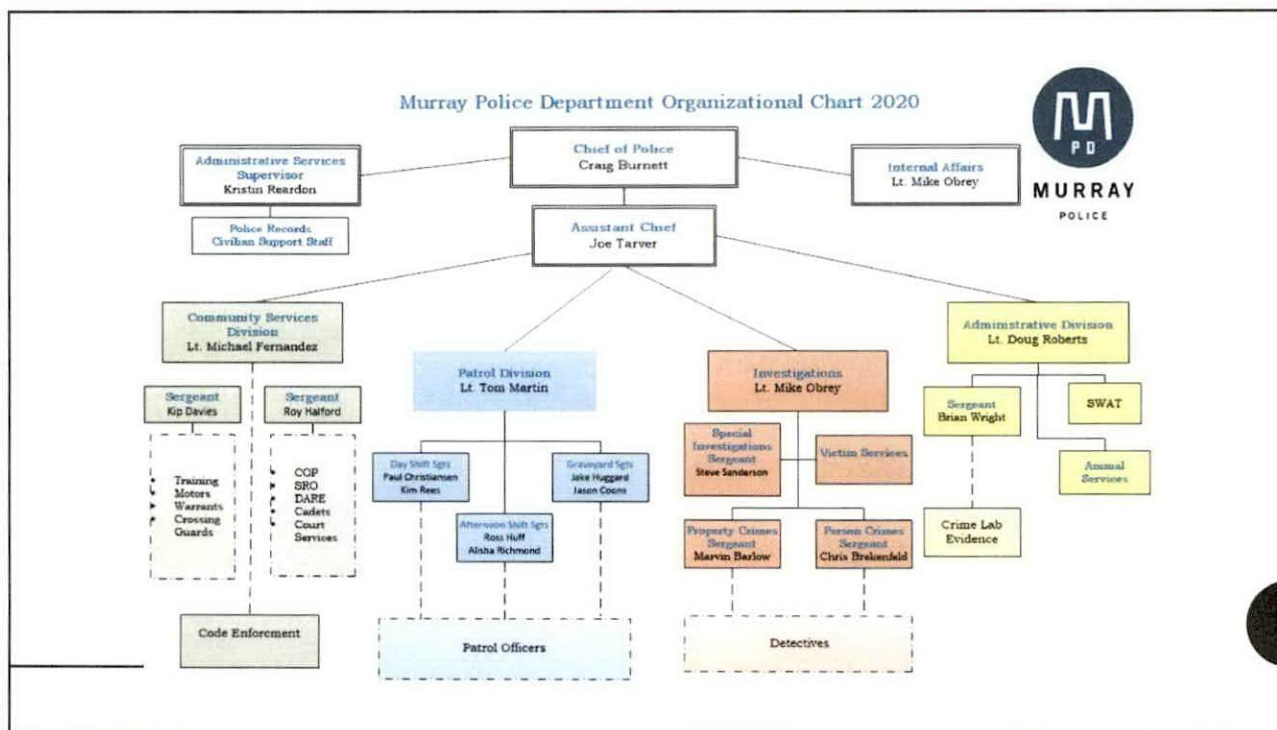 Murray Police Department Organizational Chart 2020
PD
MURRAY
POLICE
Chief of Police
Craig Burnett
Administrative Services
Supervisor
Kristin Reardon
Internal Affairs
Lt. Mike Obrey
Police Records
Civilian Support Staff
Assistant Chief
Joe Tarver
Community Services
Division
Lt. Michael Fernandez
Sergeant
Kip Davies
Training
Motors
Warrants
Crossing
Guards
Sergeant
Roy Halford
COP
SRO
DARE
Cadets
Court
Services
Code Enforcment
Patrol Division
Lt. Tom Martin
Day Shift Sgts
Paul Christiansen
Kim Rees
Afternoon Shift Sgts
Ross Huff
Alisha Richmond
Graveyard Sgts
Jake Huggard
Jason Coons
Patrol Officers
Investigations
Lt. Mike Obrey
Special
Investigations
Sergeant
Steve Sanderson
Victim Services
Property Crimes
Sergeant
Marvin Barlow
Person Crimes
Sergeant
Chris Brekenfeld
Detectives
Administrative Division
Lt. Doug Roberts
Sergeant
Brian Wright
SWAT
Animal
Services
Crime Lab
Evidence